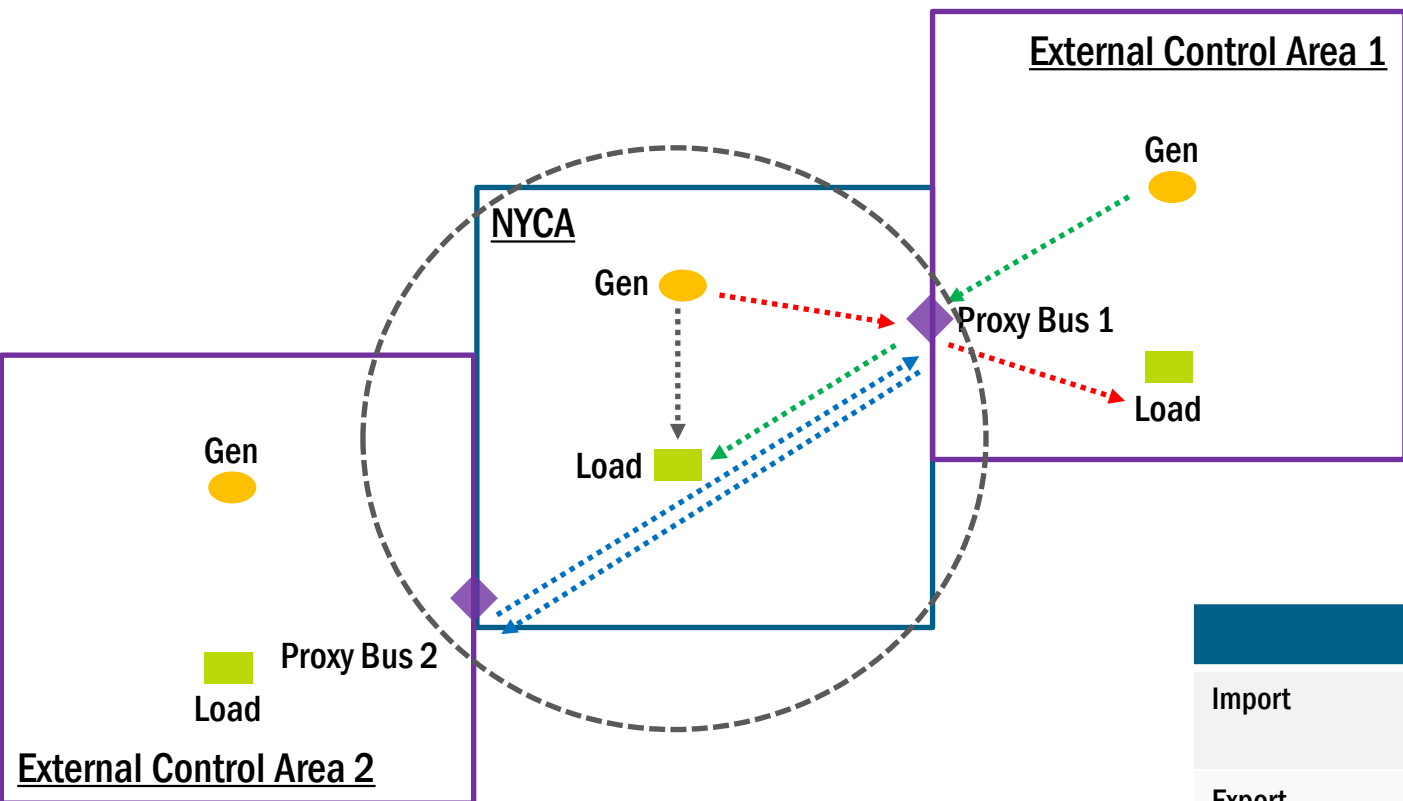 External Control Area 1
Gen
NYCA
Gen
Proxy Bus 1
Load
Load
Gen
Proxy Bus 2
Load
External Control Area 2
Import
Export